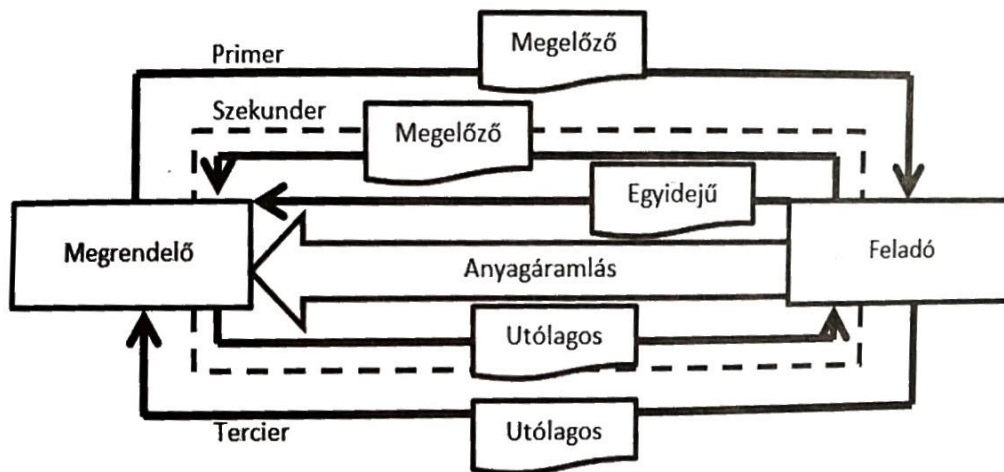 Primer
Megelőző
Szekunder
Megelőző
Egyidejű
Megrendelő
Anyagáramlás
Feladó
Utólagos
Tercier
Utólagos